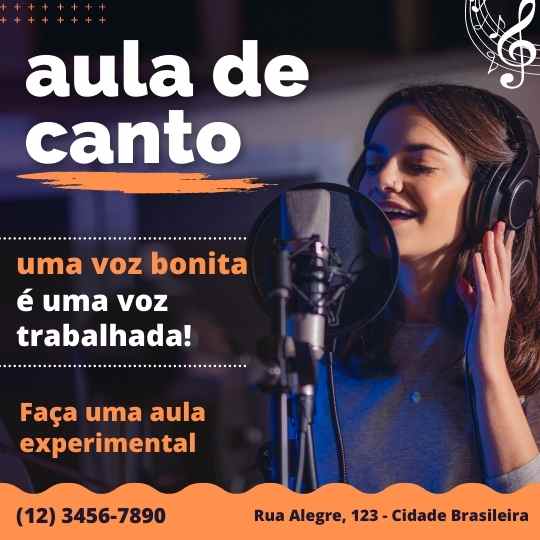 aula de
canto
uma voz bonita
é uma voz
trabalhada!
Faça uma aula
experimental
(12) 3456-7890
Rua Alegre, 123 - Cidade Brasileira